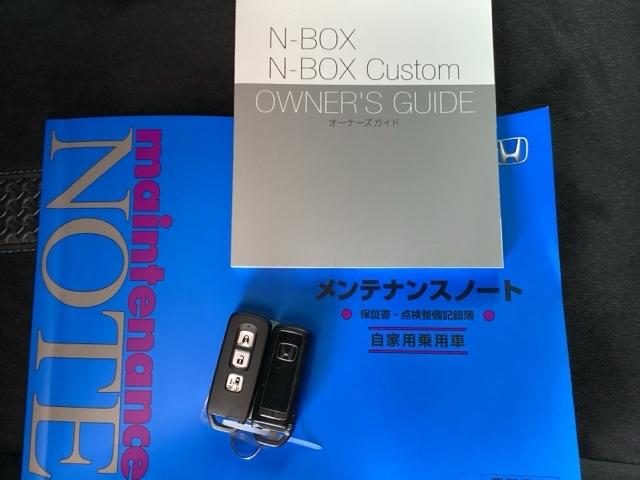 N-BOX
N-BOX Custom
OWNER'S GUIDE
オーナーズガイド
maintenance
NOTE
メンテナンスノート
保証書・点検整備記録簿
自家用乗用車